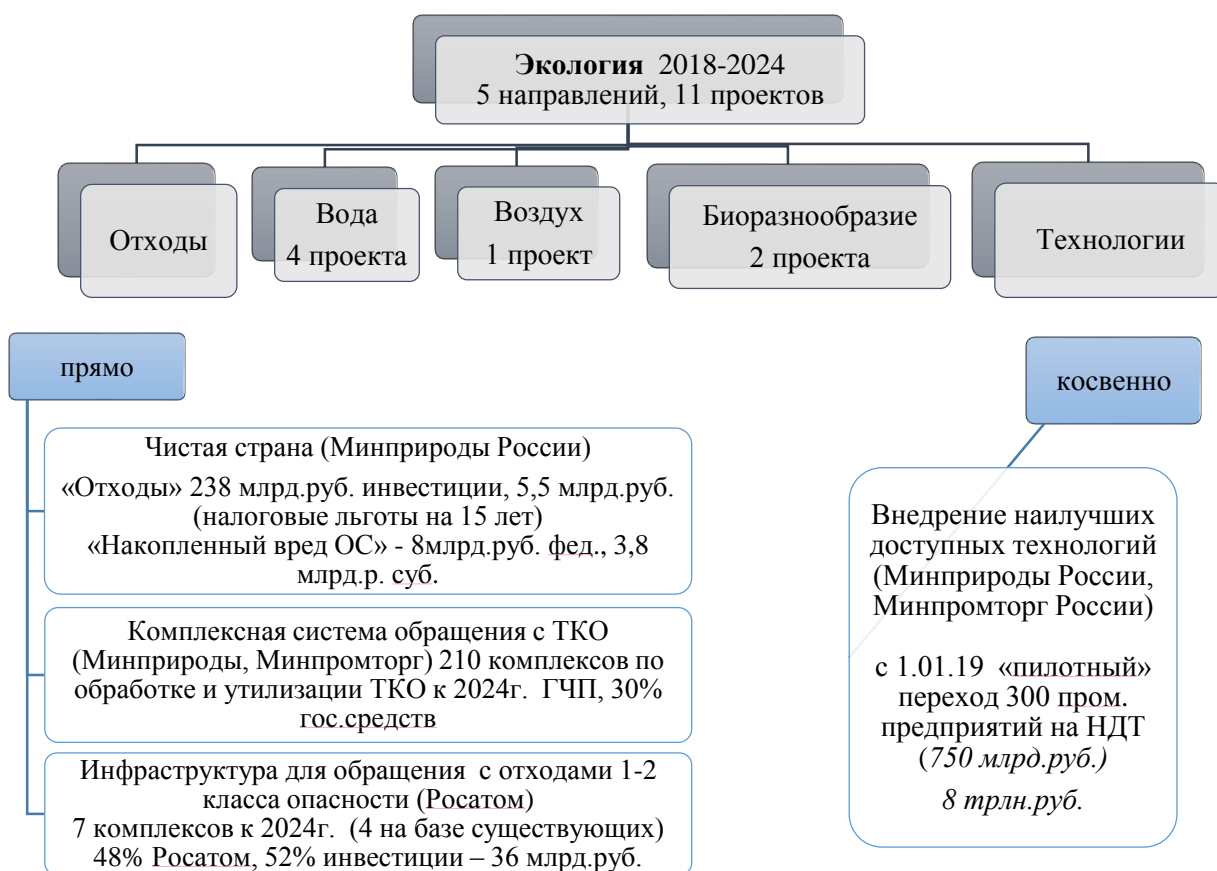 Экология 2018-2024
5 направлений, 11 проектов
Отходы
Вода
4 проекта
Воздух
1 проект
Биоразнообразие
2 проекта
Технологии
прямо
Чистая страна (Минприроды России)
«Отходы» 238 млрд.руб. инвестиции, 5,5 млрд.руб.
(налоговые льготы на 15 лет)
«Накопленный вред ОС» - 8млрд.руб. фед., 3,8
млрд.р. суб.
Комплексная система обращения с ТКО
(Минприроды, Минпромторг) 210 комплексов по
обработке и утилизации ТКО к 2024г. ГЧП, 30%
гос.средств
Инфраструктура для обращения с отходами 1-2
класса опасности (Росатом)
7 комплексов к 2024г. (4 на базе существующих)
48% Росатом, 52% инвестиции – 36 млрд.руб.
косвенно
Внедрение наилучших
доступных технологий
(Минприроды России,
Минпромторг России)
с 1.01.19 «пилотный»
переход 300 пром.
предприятий на НДТ
(750 млрд.руб.)
8 трлн.руб.